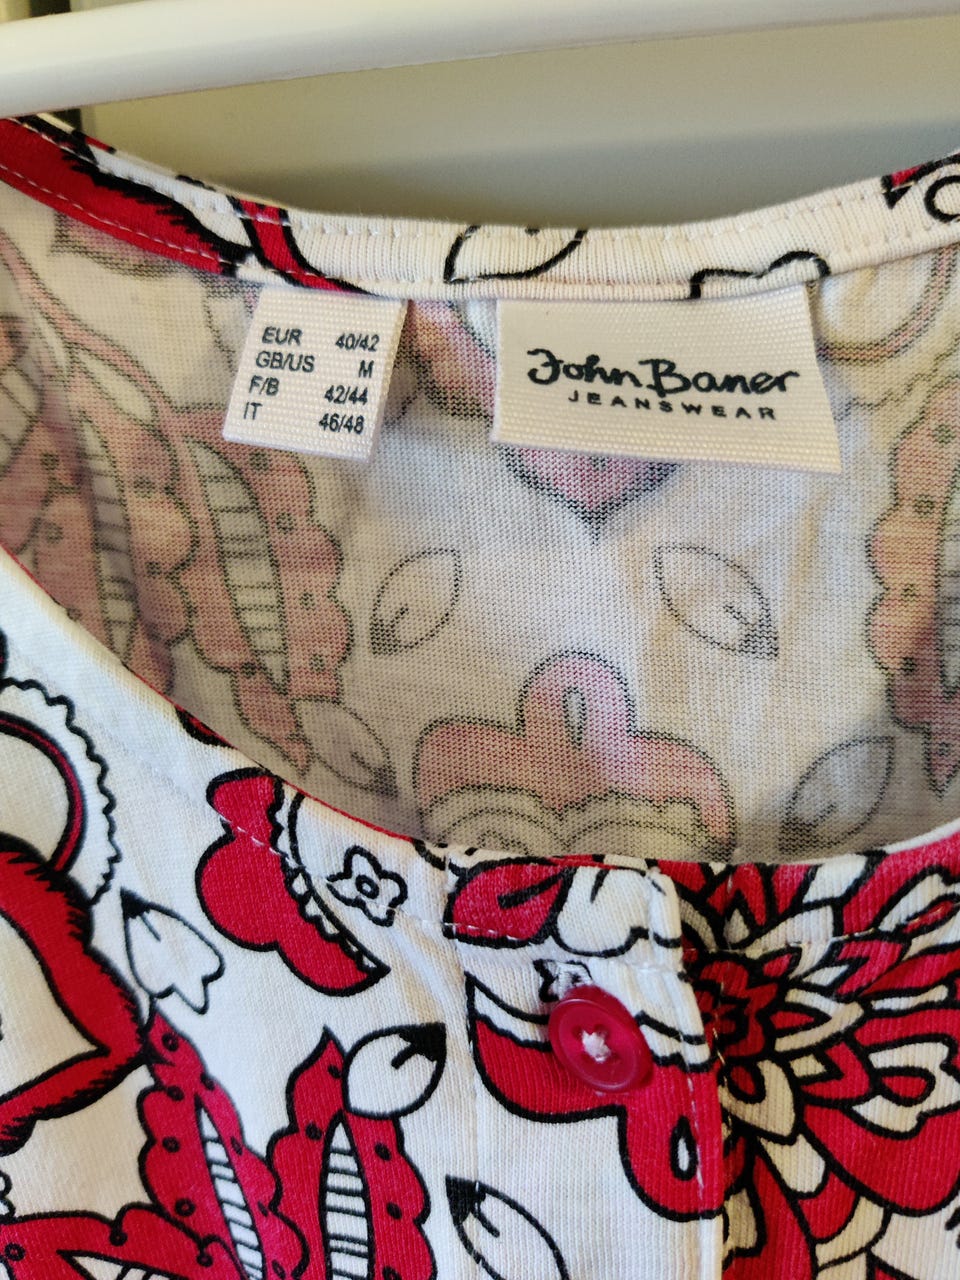 EUR 40/42
GB/US M
F/B 42/44
IT 46/48
John Baner
JEANSWEAR